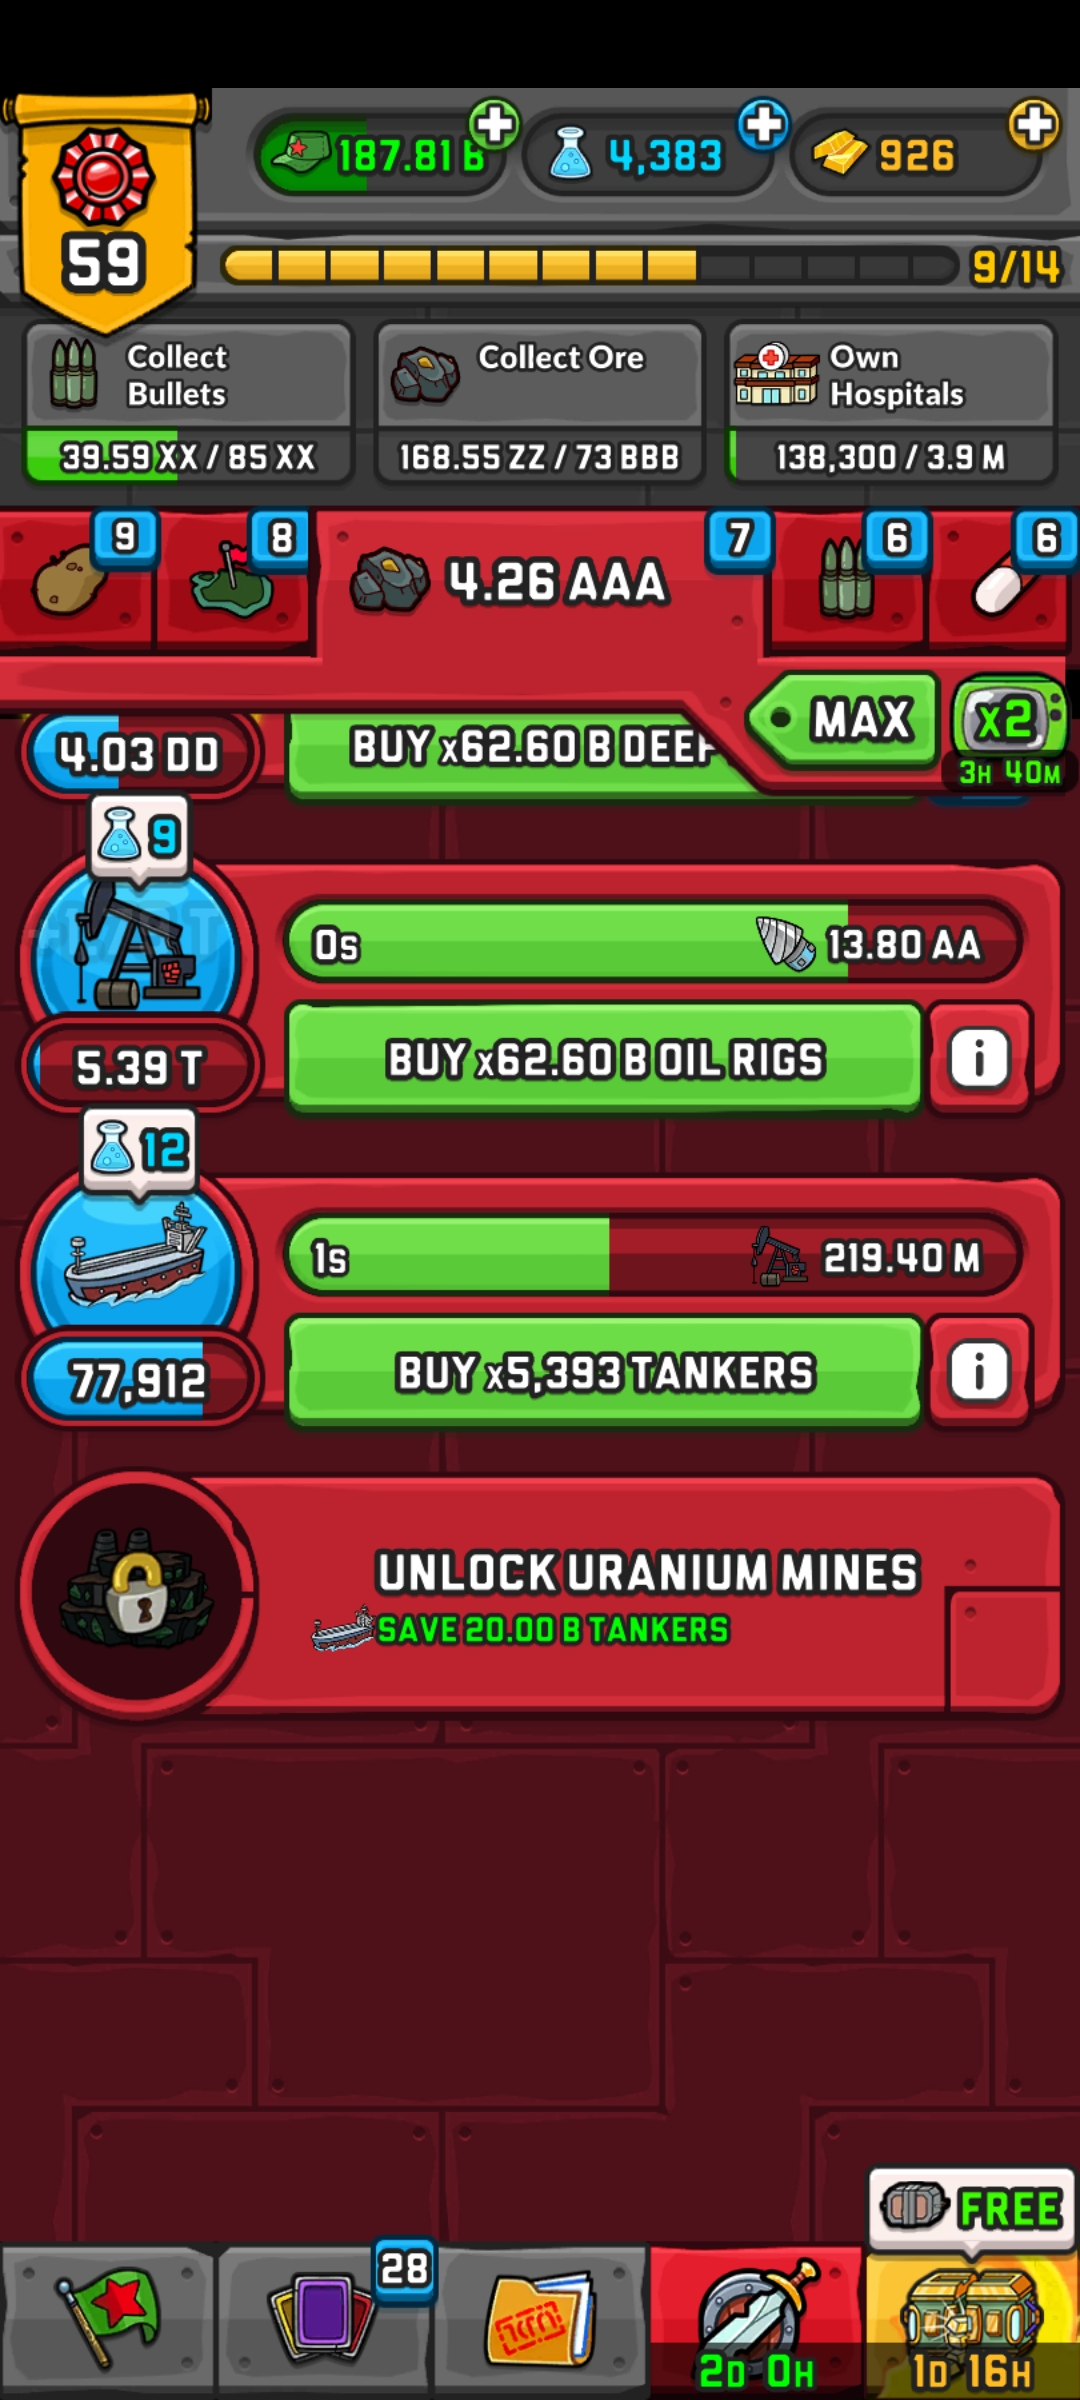 187.81 B
4,383
926
59
9/14
Collect
Bullets
39.59 XX / 85 XX
Collect Ore
168.55 ZZ / 73 BBB
Own
Hospitals
138,300 / 3.9 M
9
8
4.26 AAA
7
6
6
MAX
x2
3H 40M
4.03 DD
BUY x62.60 B DEEP
9
0s
13.80 AA
5.39 T
BUY x62.60 B OIL RIGS
i
12
1s
219.40 M
77,912
BUY x5,393 TANKERS
i
UNLOCK URANIUM MINES
SAVE 20.00 B TANKERS
FREE
28
2D 0H
1D 16H